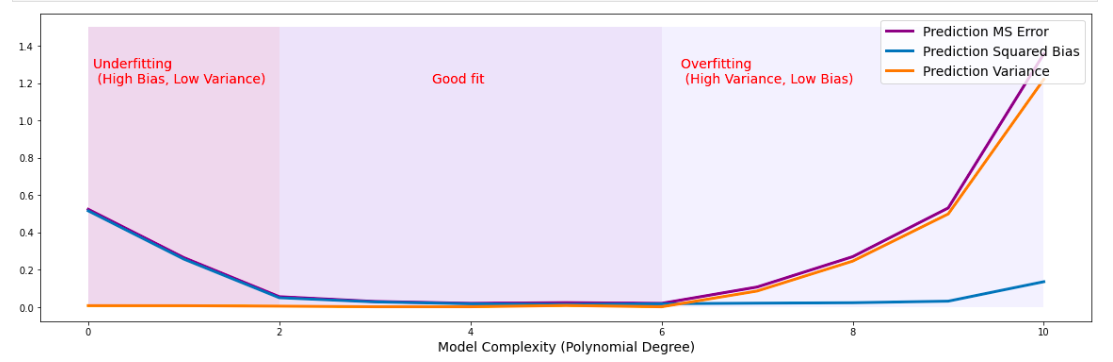 Prediction MS Error
Prediction Squared Bias
Prediction Variance
Underfitting
(High Bias, Low Variance)
Good fit
Overfitting
(High Variance, Low Bias)
1.4
1.2
1.0
0.8
0.6
0.4
0.2
0.0
0 2 4 6 8 10
Model Complexity (Polynomial Degree)